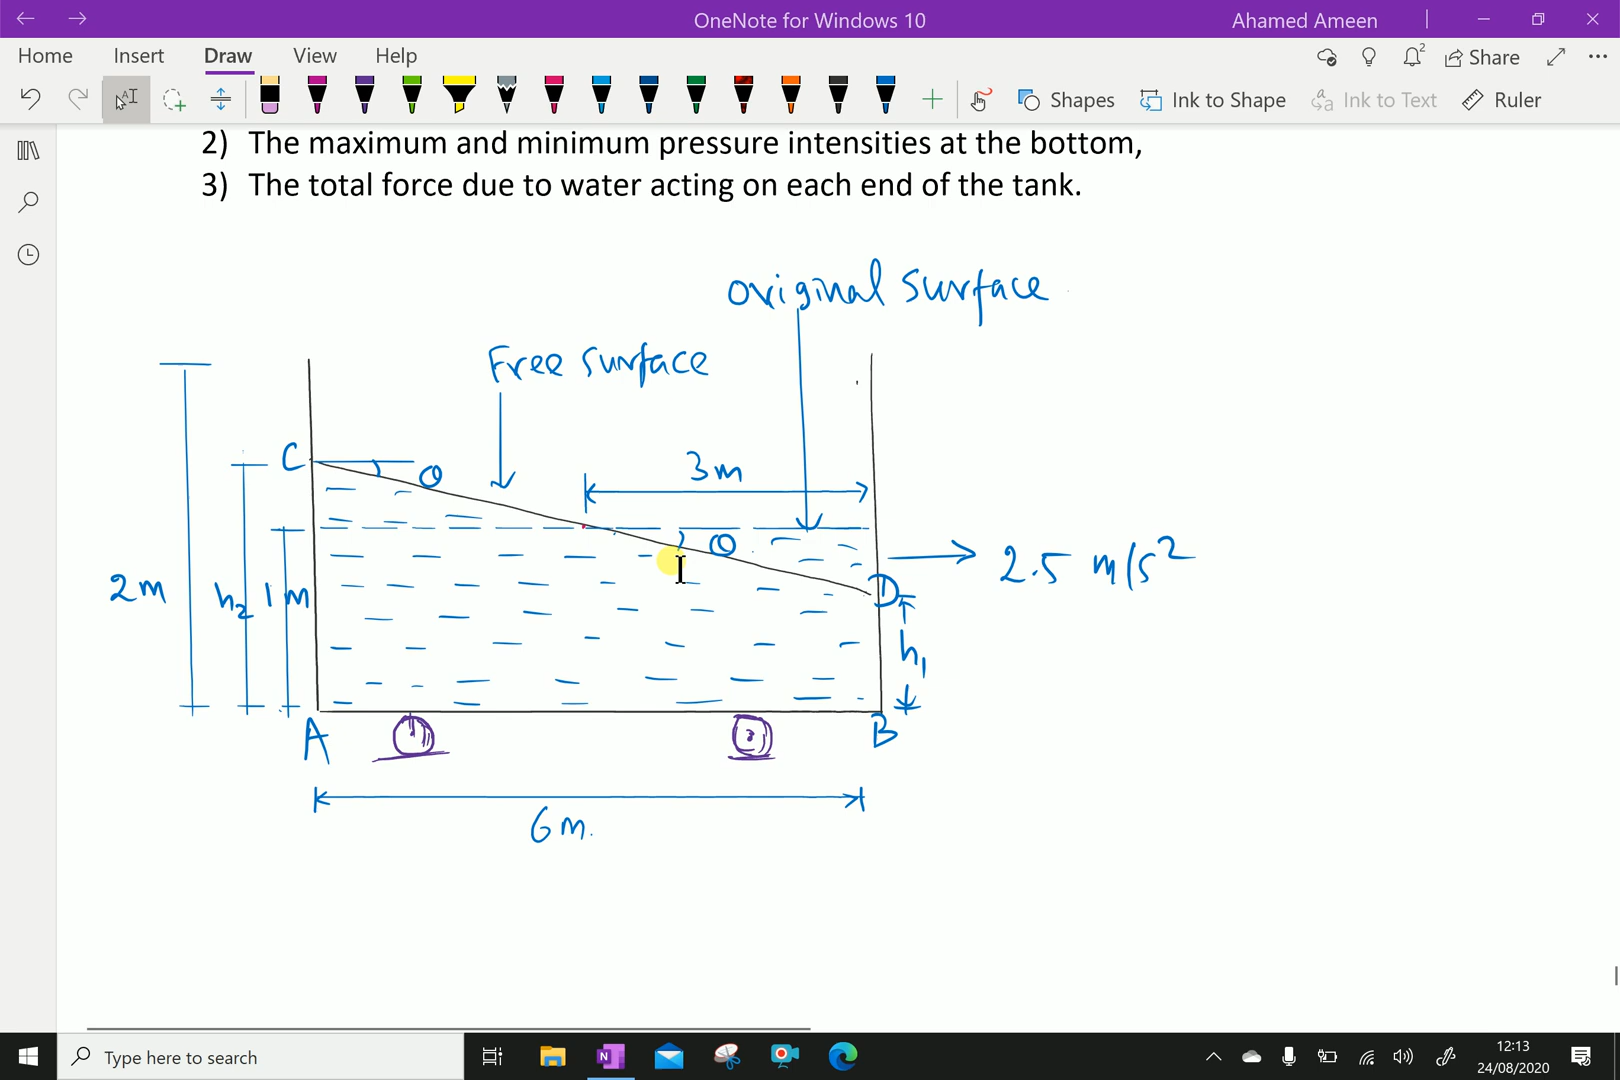 OneNote for Windows 10
Ahamed Ameen
Home Insert Draw View Help
2 Share
Shapes Ink to Shape Ink to Text Ruler
2) The maximum and minimum pressure intensities at the bottom,
3) The total force due to water acting on each end of the tank.
original surface
Free surface
C θ 3m
θ
2m h₂ 1m D 2.5 m/s²
h₁
A B
6m.
Type here to search
12:13
24/08/2020